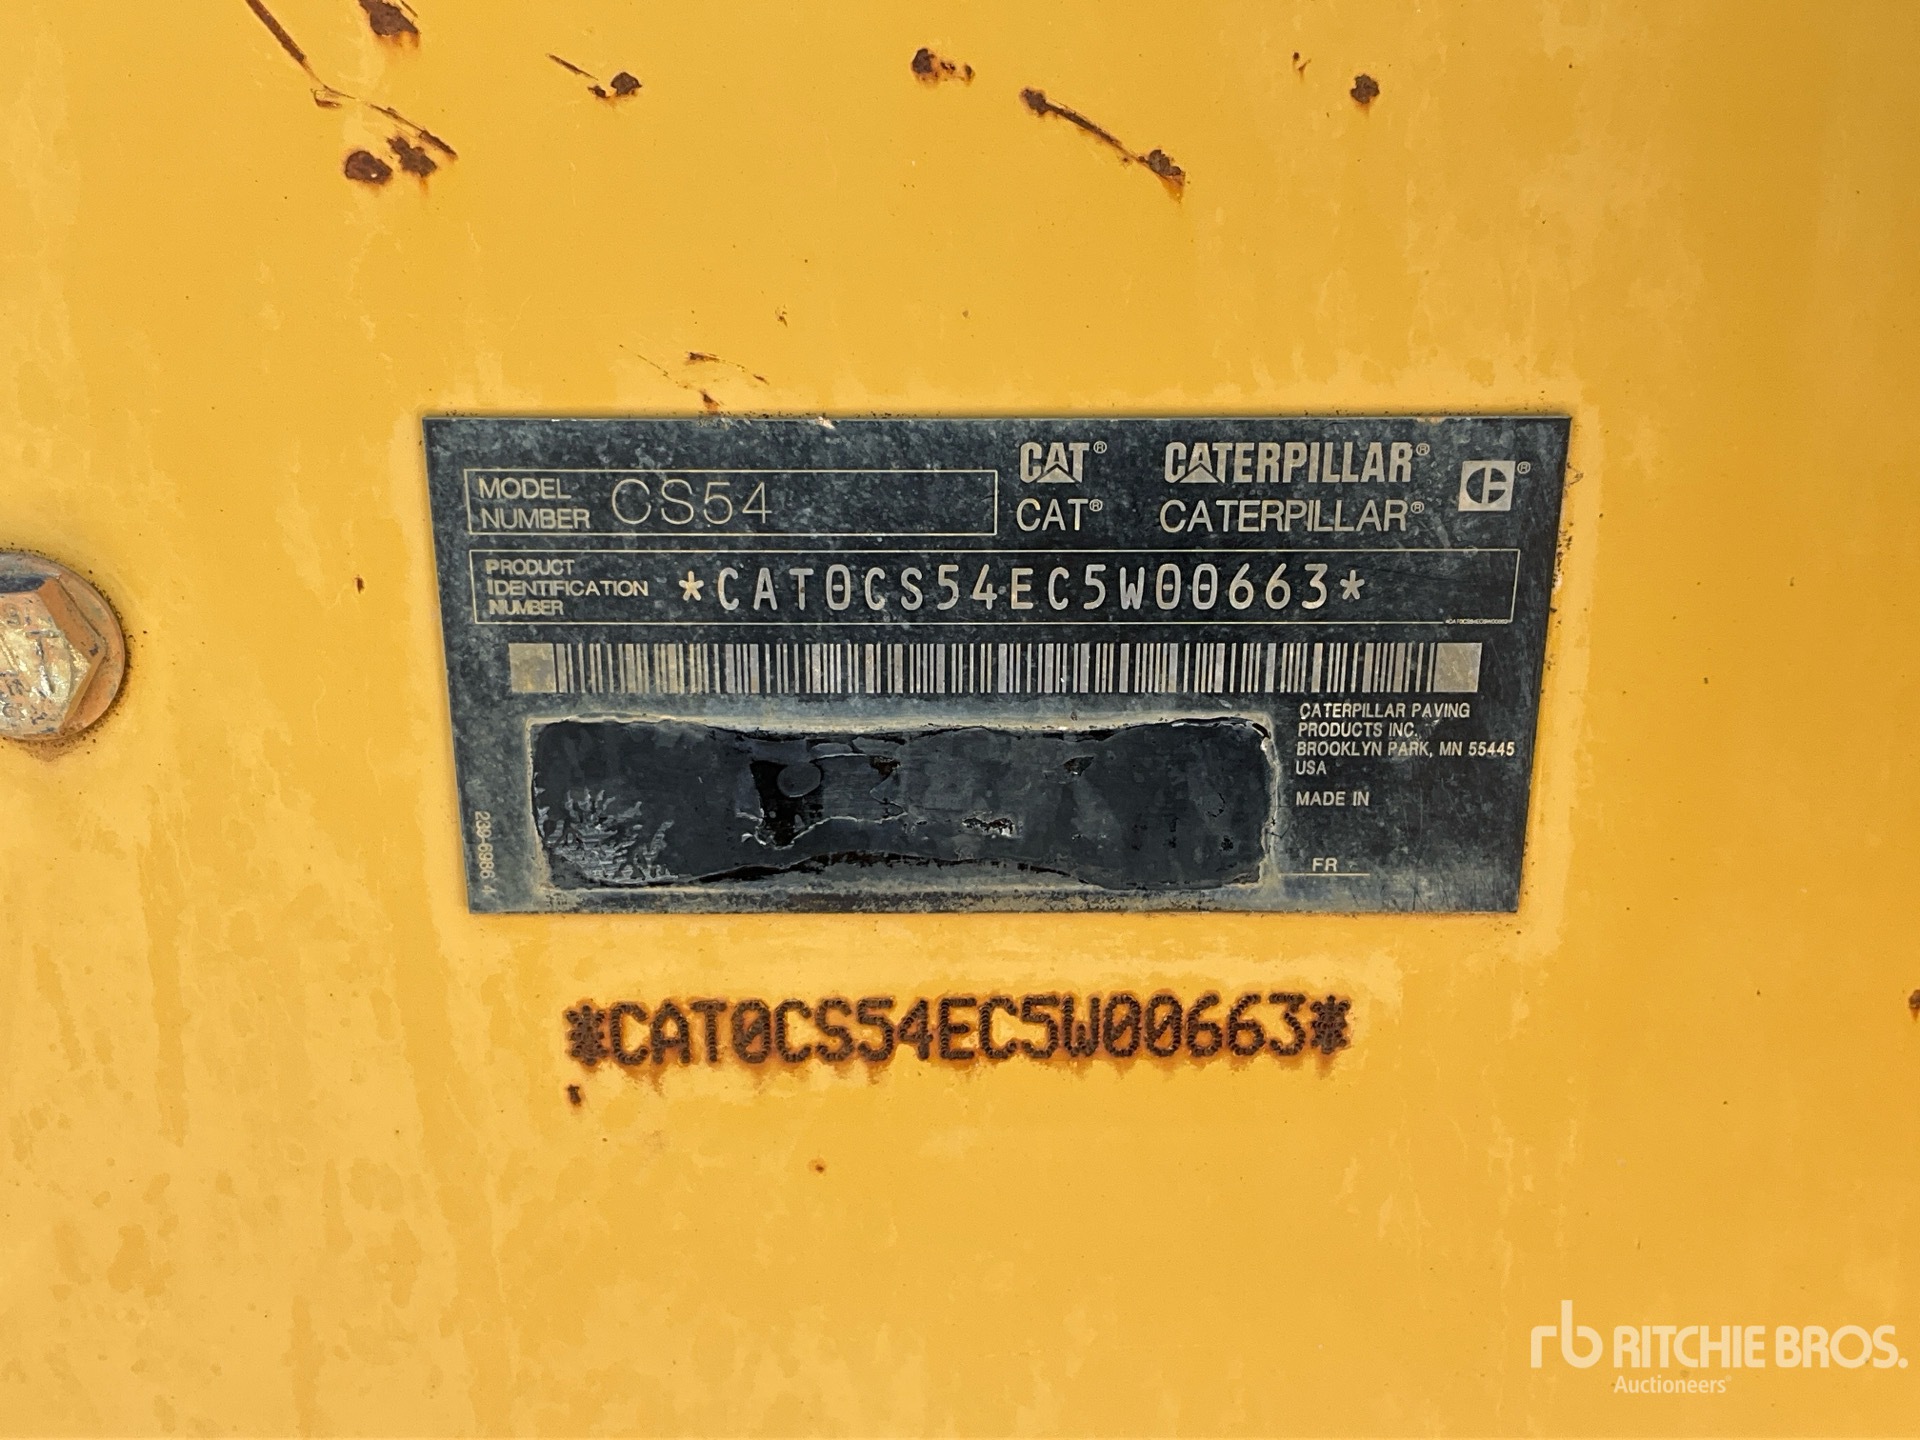 MODEL NUMBER CS54
CAT® CATERPILLAR®
CAT® CATERPILLAR® ®
PRODUCT IDENTIFICATION NUMBER *CAT0CS54EC5W00663*
CATERPILLAR PAVING
PRODUCTS INC.,
BROOKLYN PARK, MN 55445
USA
MADE IN
FR
*CAT0CS54EC5W00663*
rb RITCHIE BROS.
Auctioneers